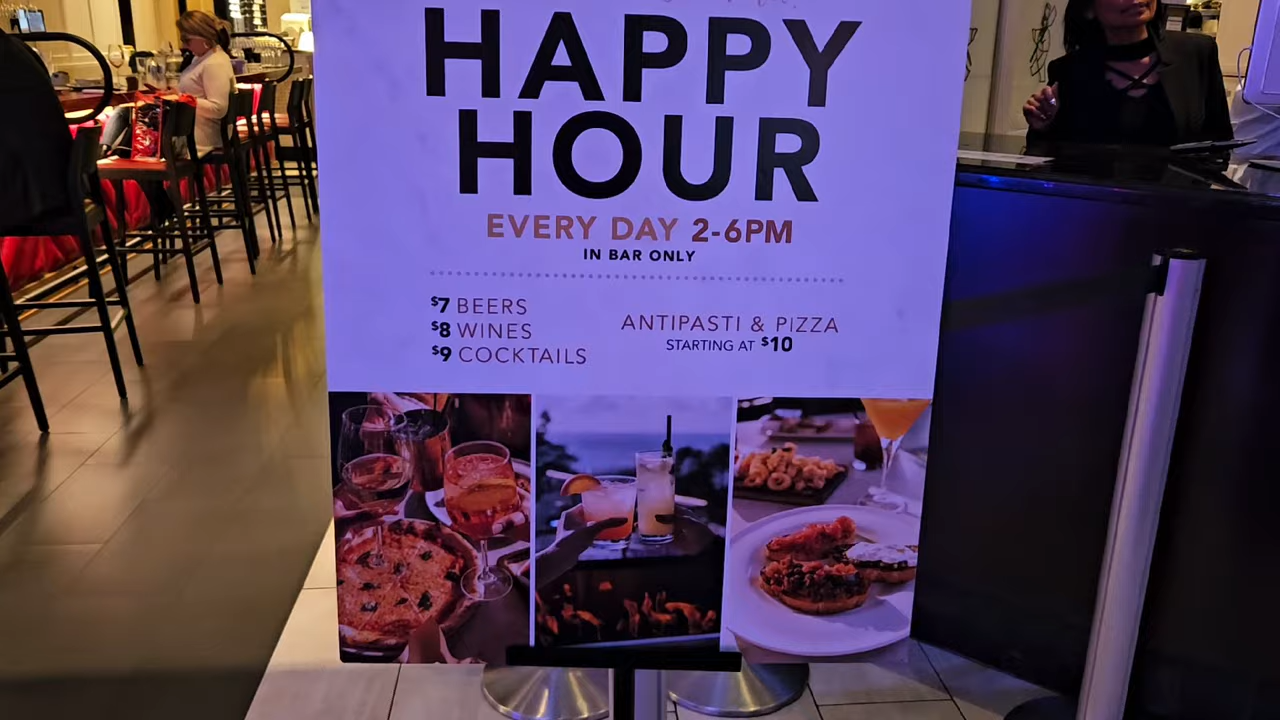 HAPPY
HOUR
EVERY DAY 2-6PM
IN BAR ONLY
$7 BEERS
$8 WINES
$9 COCKTAILS
ANTIPASTI & PIZZA
STARTING AT $10